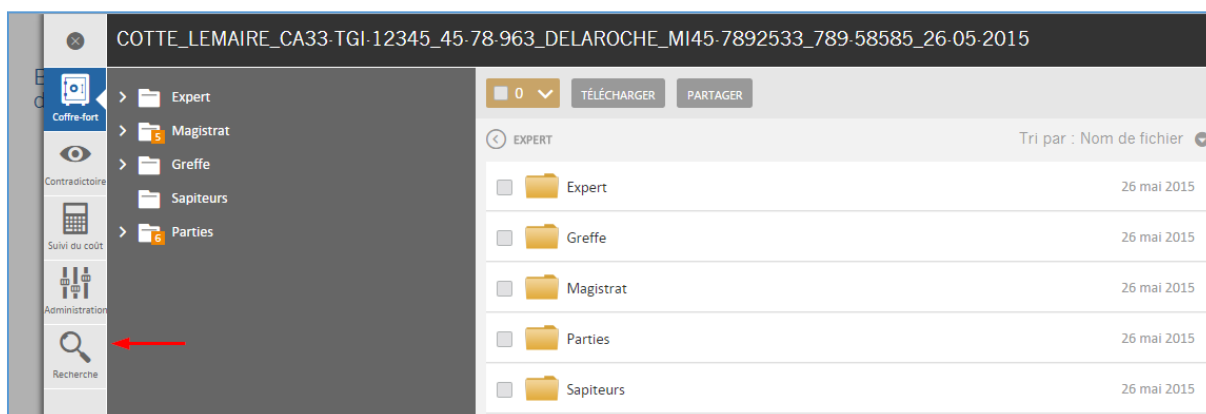 COTTE_LEMAIRE_CA33-TGI-12345_45-78-963_DELAROCHE_MI45-7892533_789-58585_26-05-2015
Coffre-fort
Contradictoire
Suivi du coût
Administration
Recherche
Expert
5 Magistrat
Greffe
Sapiteurs
6 Parties
0 TÉLÉCHARGER PARTAGER
EXPERT Tri par : Nom de fichier
Expert 26 mai 2015
Greffe 26 mai 2015
Magistrat 26 mai 2015
Parties 26 mai 2015
Sapiteurs 26 mai 2015